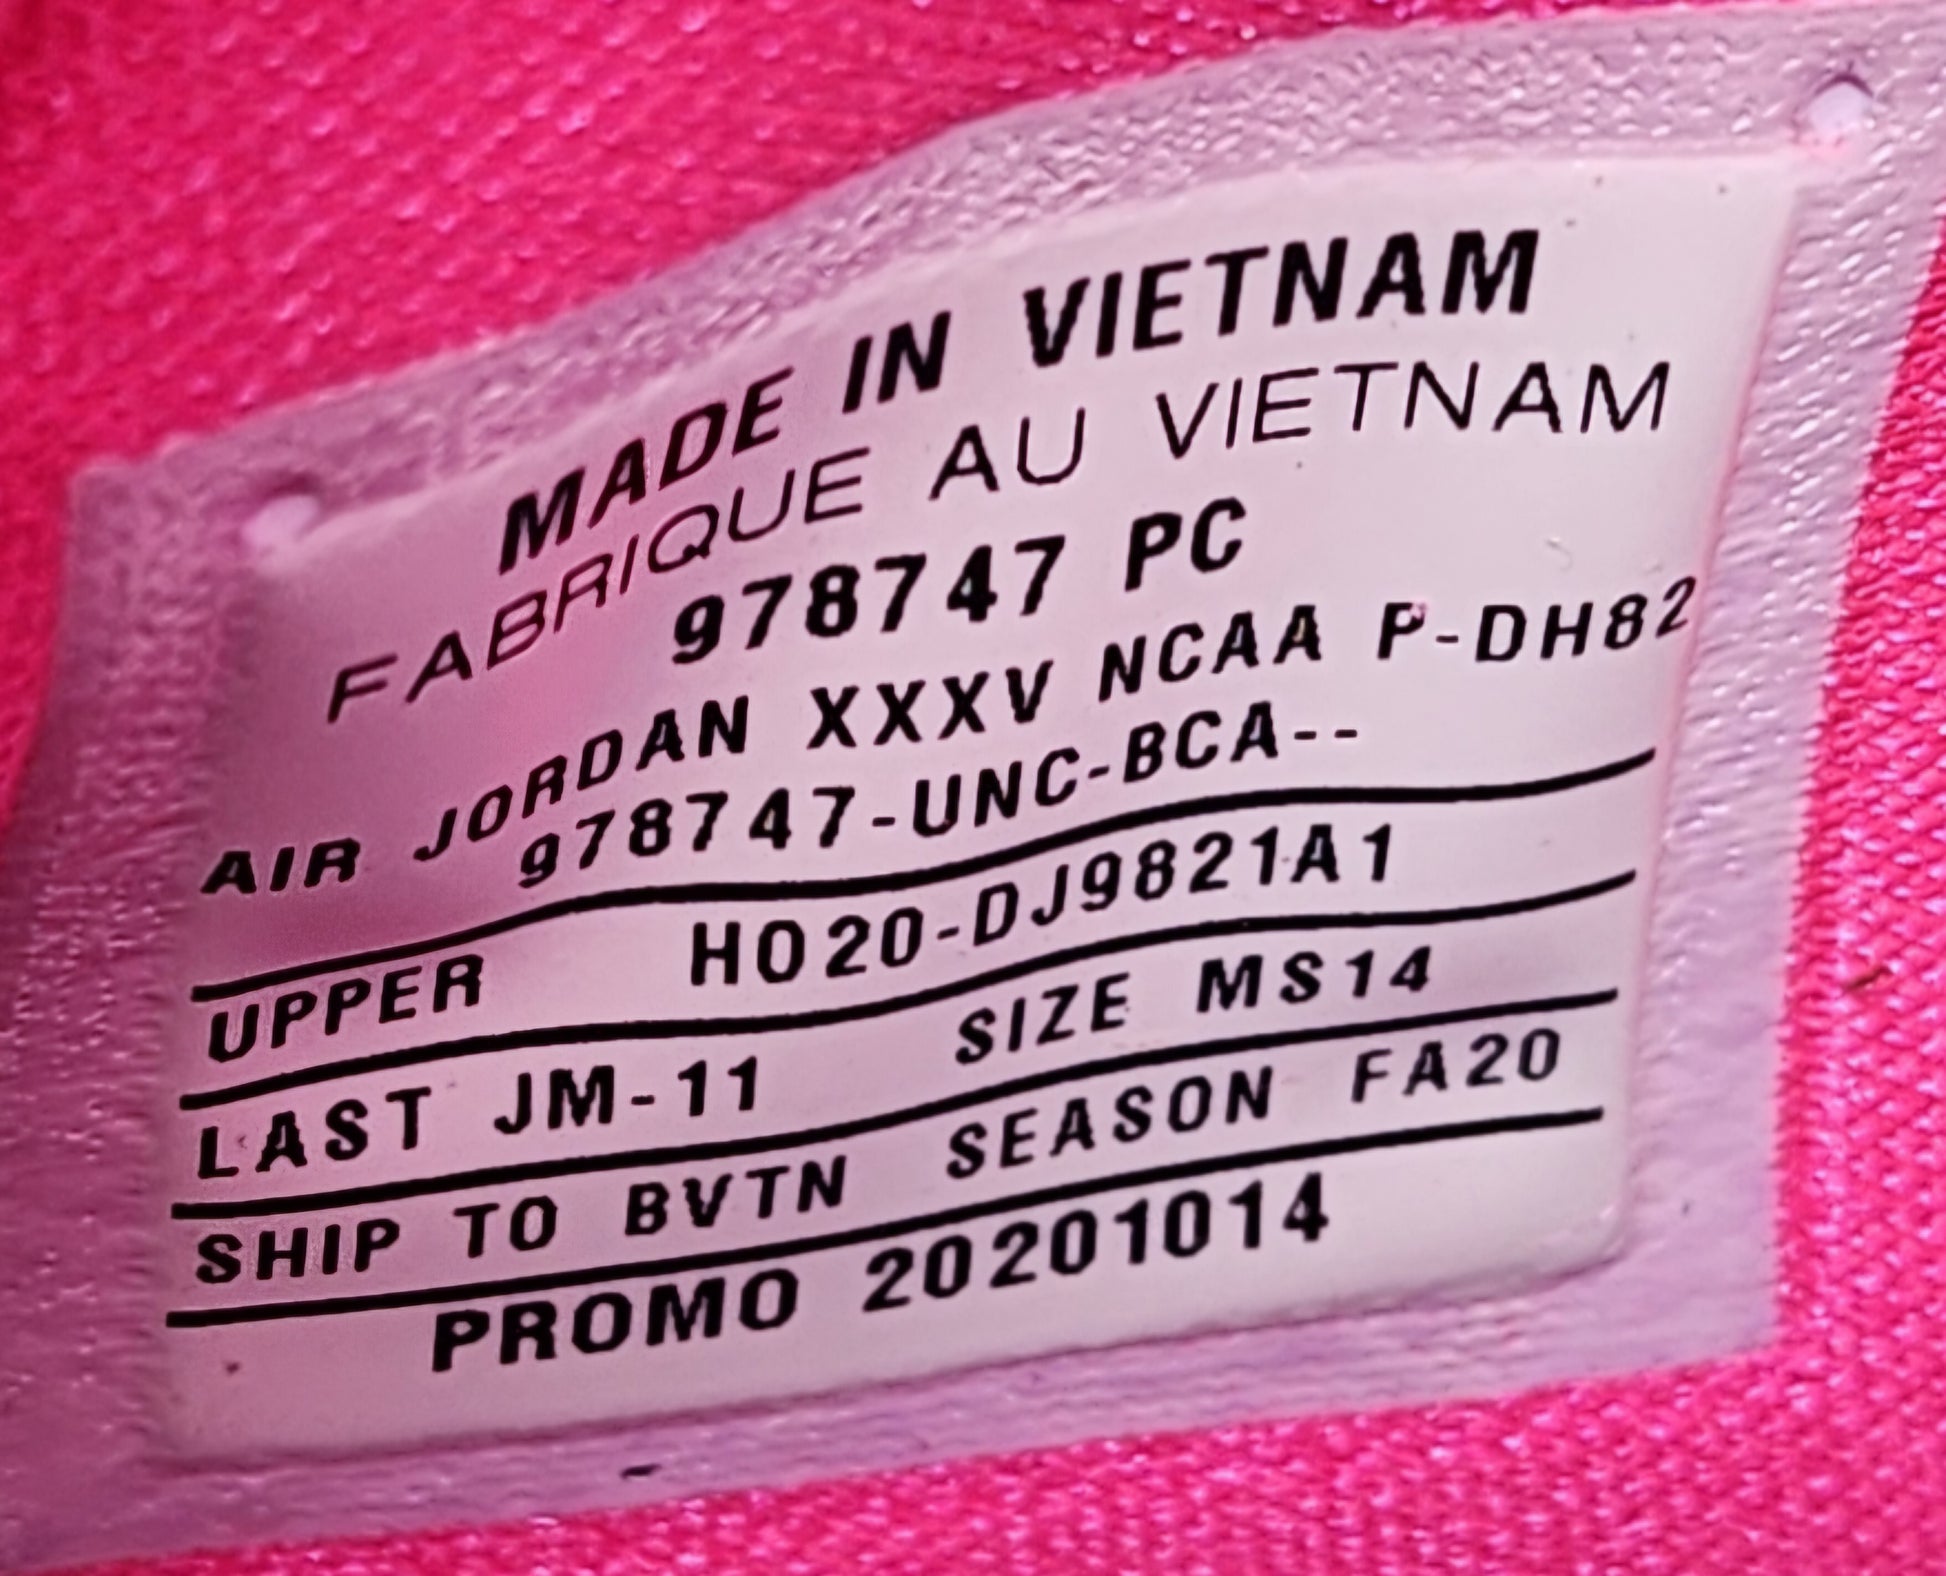 MADE IN VIETNAM
FABRIQUE AU VIETNAM
978747 PC
AIR JORDAN XXXV NCAA P-DH82
978747-UNC-BCA--
UPPER HO20-DJ9821A1
LAST JM-11 SIZE MS14
SHIP TO BVTN SEASON FA20
PROMO 20201014